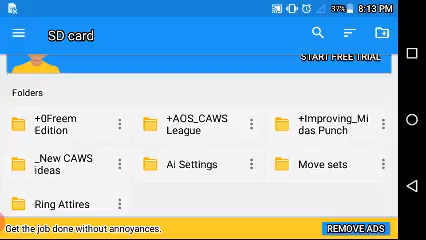 37% 8:13 PM
SD card
START FREE TRIAL
Folders
+0Freem
Edition
+AOS_CAWS
League
+Improving_Mi
das Punch
_New CAWS
ideas
Ai Settings
Move sets
Ring Attires
Get the job done without annoyances.
REMOVE ADS